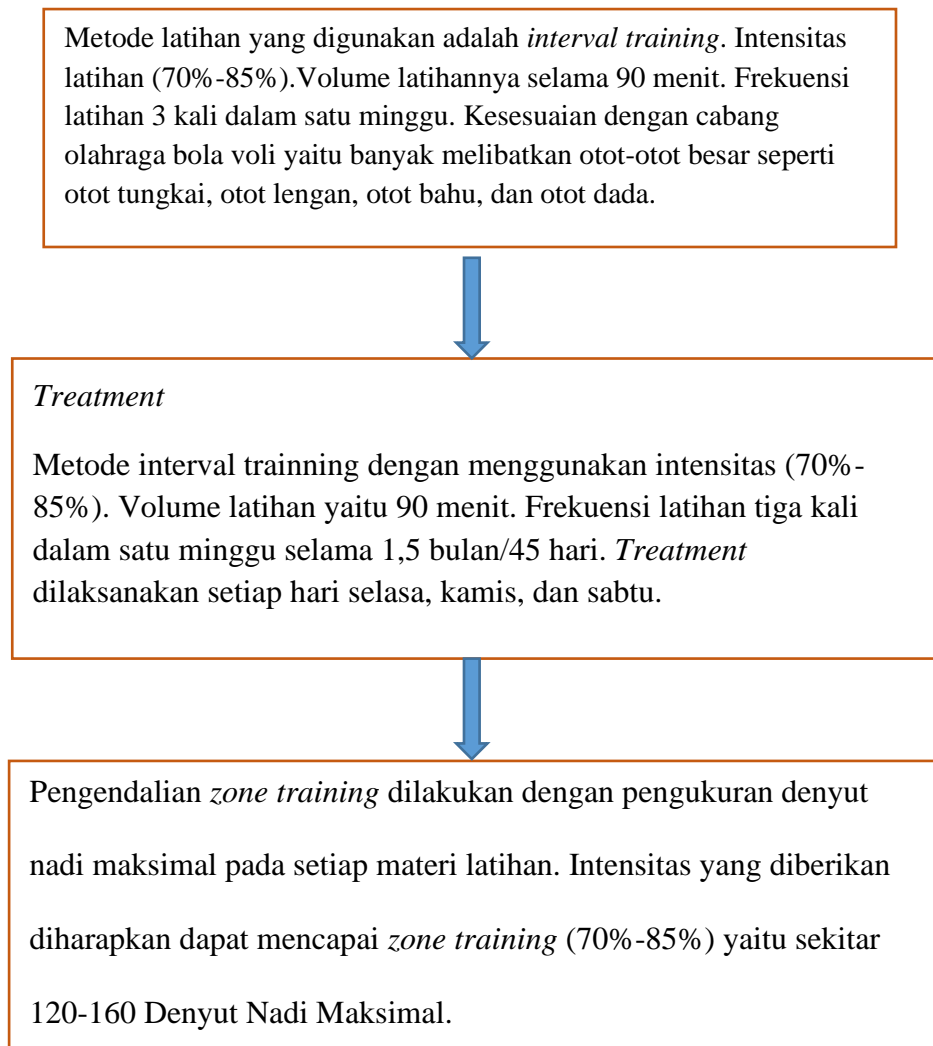 Metode latihan yang digunakan adalah interval training. Intensitas
latihan (70%-85%).Volume latihannya selama 90 menit. Frekuensi
latihan 3 kali dalam satu minggu. Kesesuaian dengan cabang
olahraga bola voli yaitu banyak melibatkan otot-otot besar seperti
otot tungkai, otot lengan, otot bahu, dan otot dada.
Treatment
Metode interval trainning dengan menggunakan intensitas (70%-
85%). Volume latihan yaitu 90 menit. Frekuensi latihan tiga kali
dalam satu minggu selama 1,5 bulan/45 hari. Treatment
dilaksanakan setiap hari selasa, kamis, dan sabtu.
Pengendalian zone training dilakukan dengan pengukuran denyut
nadi maksimal pada setiap materi latihan. Intensitas yang diberikan
diharapkan dapat mencapai zone training (70%-85%) yaitu sekitar
120-160 Denyut Nadi Maksimal.